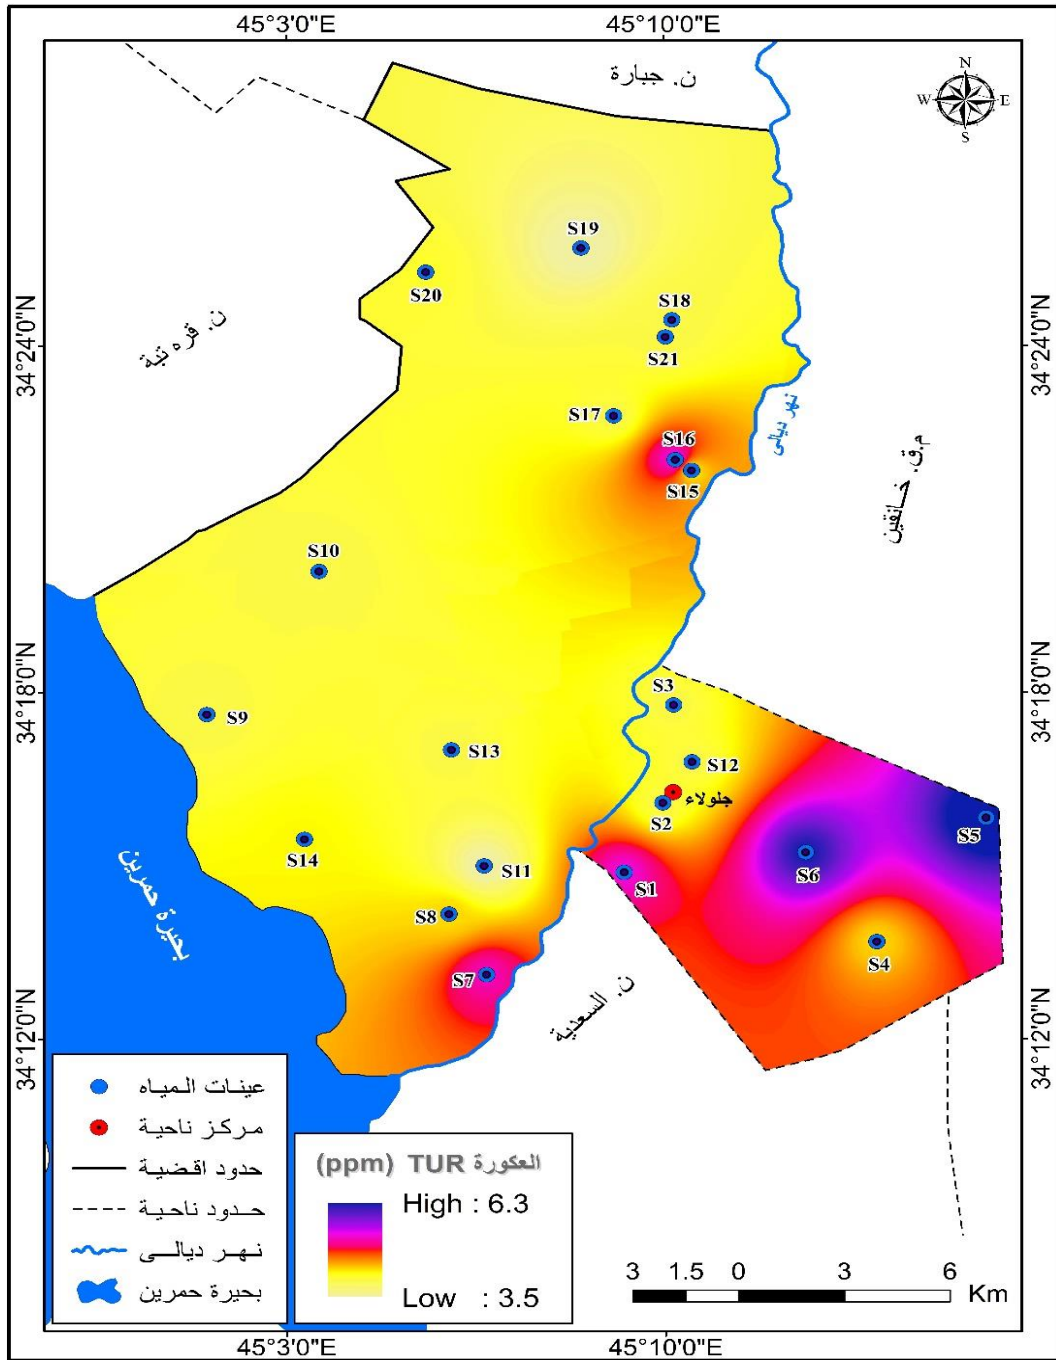 45°3'0"E
45°10'0"E
ن. جبارة
N
W
E
S
S19
S20
S18
S21
34°24'0"N
34°24'0"N
ن. قره تبة
نهر ديالى
S17
S16
S15
م.ق. خانقين
S10
S3
34°18'0"N
34°18'0"N
S9
S13
S12
جلولاء
S2
S5
S14
S11
S1
S6
بحيرة حمرين
S8
S4
S7
ن. السعدية
34°12'0"N
34°12'0"N
عينات المياه
مركز ناحية
حدود اقضية
حدود ناحية
نهر ديالى
بحيرة حمرين
العكورة TUR (ppm)
High : 6.3
Low : 3.5
3 1.5 0 3 6
Km
45°3'0"E
45°10'0"E